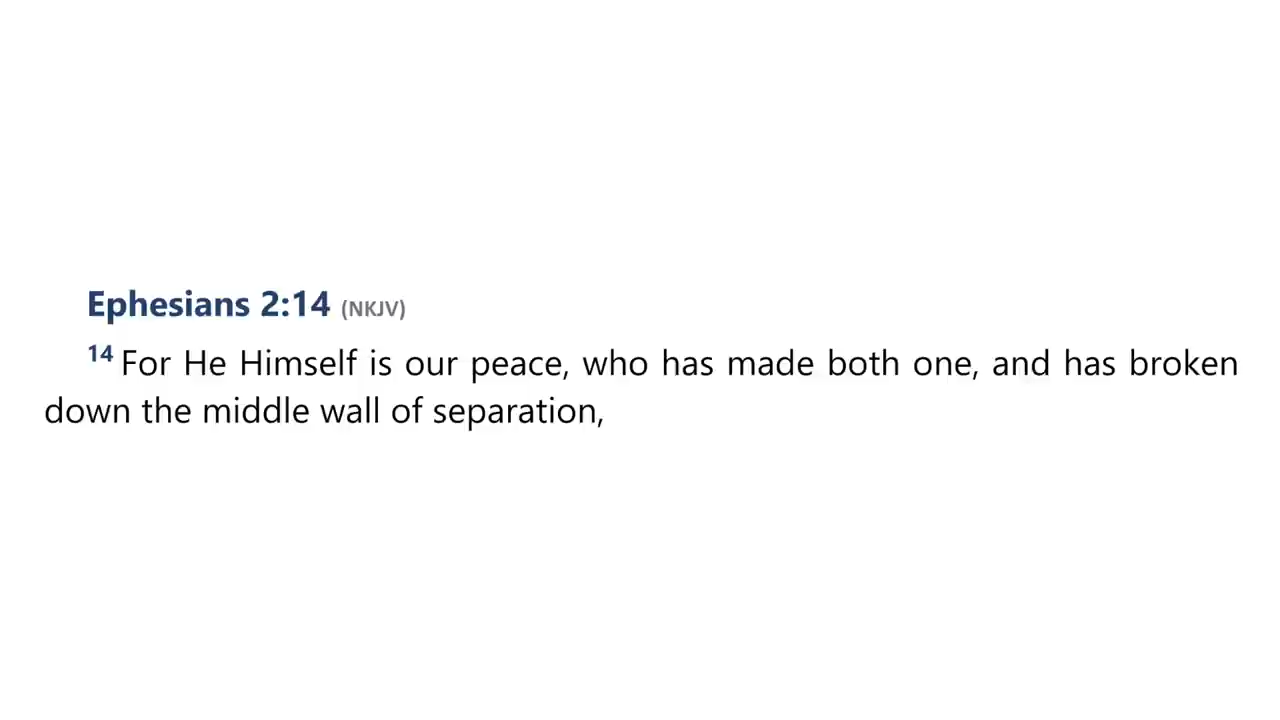 Ephesians 2:14 (NKJV)
14 For He Himself is our peace, who has made both one, and has broken
down the middle wall of separation,